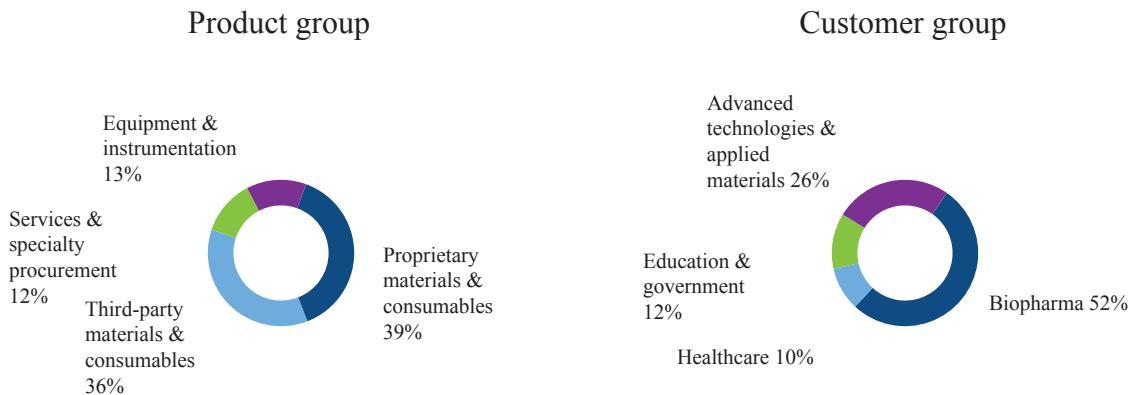 Product group
Equipment &
instrumentation
13%
Services &
specialty
procurement
12%
Third-party
materials &
consumables
36%
Proprietary
materials &
consumables
39%
Customer group
Advanced
technologies &
applied
materials 26%
Education &
government
12%
Healthcare 10%
Biopharma 52%